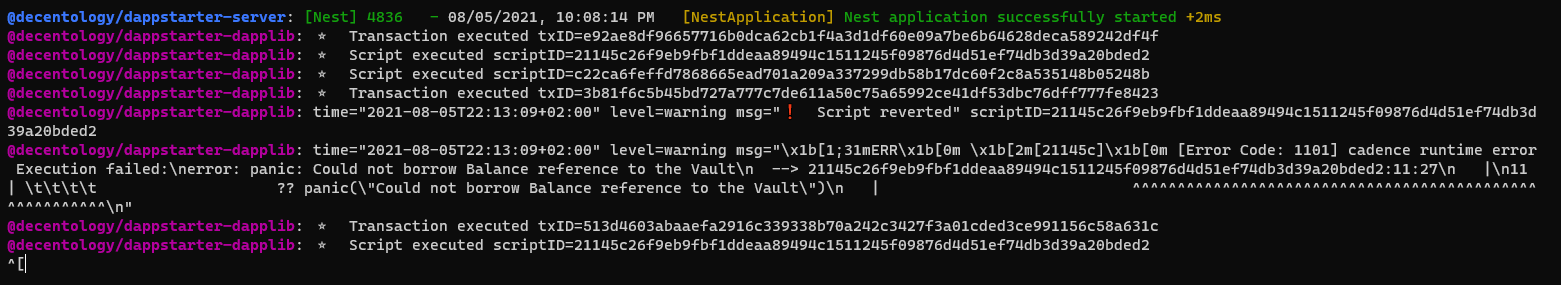 @decentology/dappstarter-server: [Nest] 4836   - 08/05/2021, 10:08:14 PM   [NestApplication] Nest application successfully started +2ms
@decentology/dappstarter-dapplib: ⭐  Transaction executed txID=e92ae8df96657716b0dca62cb1f4a3d1df60e09a7be6b64628deca589242df4f
@decentology/dappstarter-dapplib: ⭐  Script executed scriptID=21145c26f9eb9fbf1ddeaa89494c1511245f09876d4d51ef74db3d39a20bded2
@decentology/dappstarter-dapplib: ⭐  Script executed scriptID=c22ca6feffd7868665ead701a209a337299db58b17dc60f2c8a535148b05248b
@decentology/dappstarter-dapplib: ⭐  Transaction executed txID=3b81f6c5b45bd727a777c7de611a50c75a65992ce41df53dbc76dff777fe8423
@decentology/dappstarter-dapplib: time="2021-08-05T22:13:09+02:00" level=warning msg="❗  Script reverted" scriptID=21145c26f9eb9fbf1ddeaa89494c1511245f09876d4d51ef74db3d
39a20bded2
@decentology/dappstarter-dapplib: time="2021-08-05T22:13:09+02:00" level=warning msg="\x1b[1;31mERR\x1b[0m \x1b[2m[21145c]\x1b[0m [Error Code: 1101] cadence runtime error
 Execution failed:\nerror: panic: Could not borrow Balance reference to the Vault\n  --> 21145c26f9eb9fbf1ddeaa89494c1511245f09876d4d51ef74db3d39a20bded2:11:27\n   |\n11
| \t\t\t\t                     ?? panic(\"Could not borrow Balance reference to the Vault\")\n   |                              ^^^^^^^^^^^^^^^^^^^^^^^^^^^^^^^^^^^^^^^^^^^^^
^^^^^^^^^^^\n"
@decentology/dappstarter-dapplib: ⭐  Transaction executed txID=513d4603abaaefa2916c339338b70a242c3427f3a01cded3ce991156c58a631c
@decentology/dappstarter-dapplib: ⭐  Script executed scriptID=21145c26f9eb9fbf1ddeaa89494c1511245f09876d4d51ef74db3d39a20bded2
^[